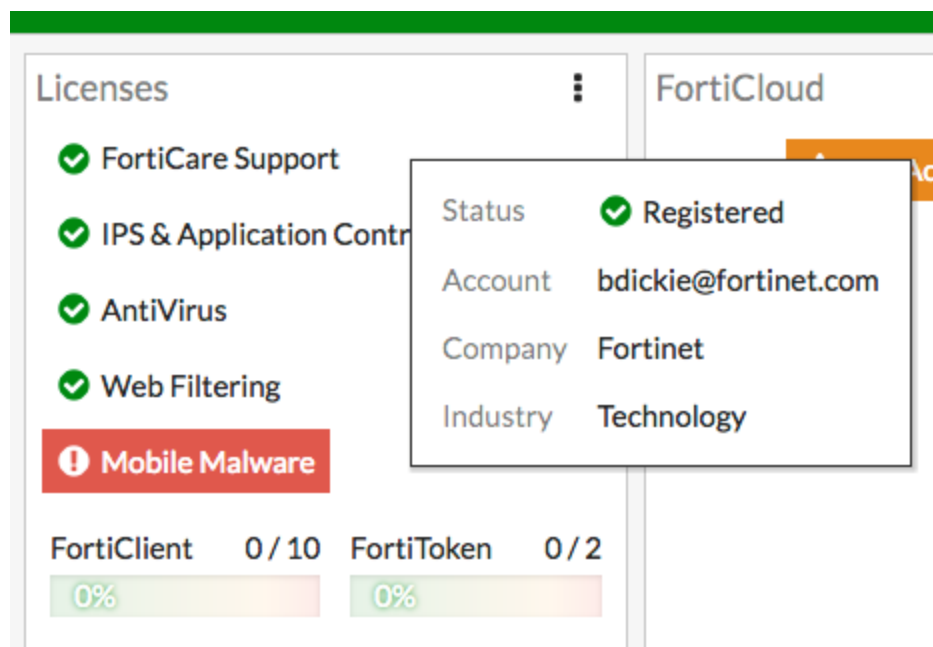 Licenses
FortiCloud
FortiCare Support
IPS & Application Contr
AntiVirus
Web Filtering
Mobile Malware
Status Registered
Account bdickie@fortinet.com
Company Fortinet
Industry Technology
FortiClient 0 / 10 FortiToken 0 / 2
0% 0%